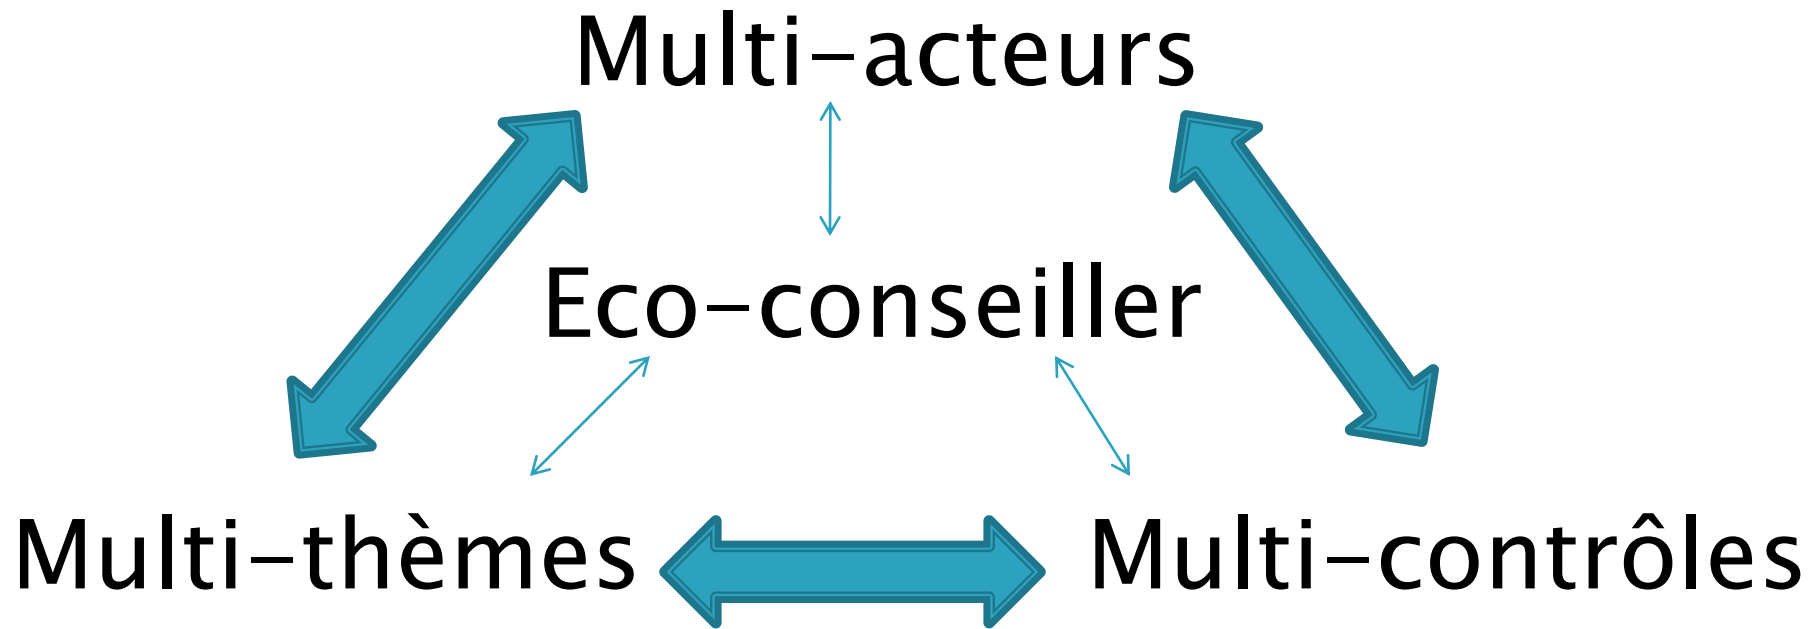 Multi-acteurs
Eco-conseiller
Multi-thèmes
Multi-contrôles